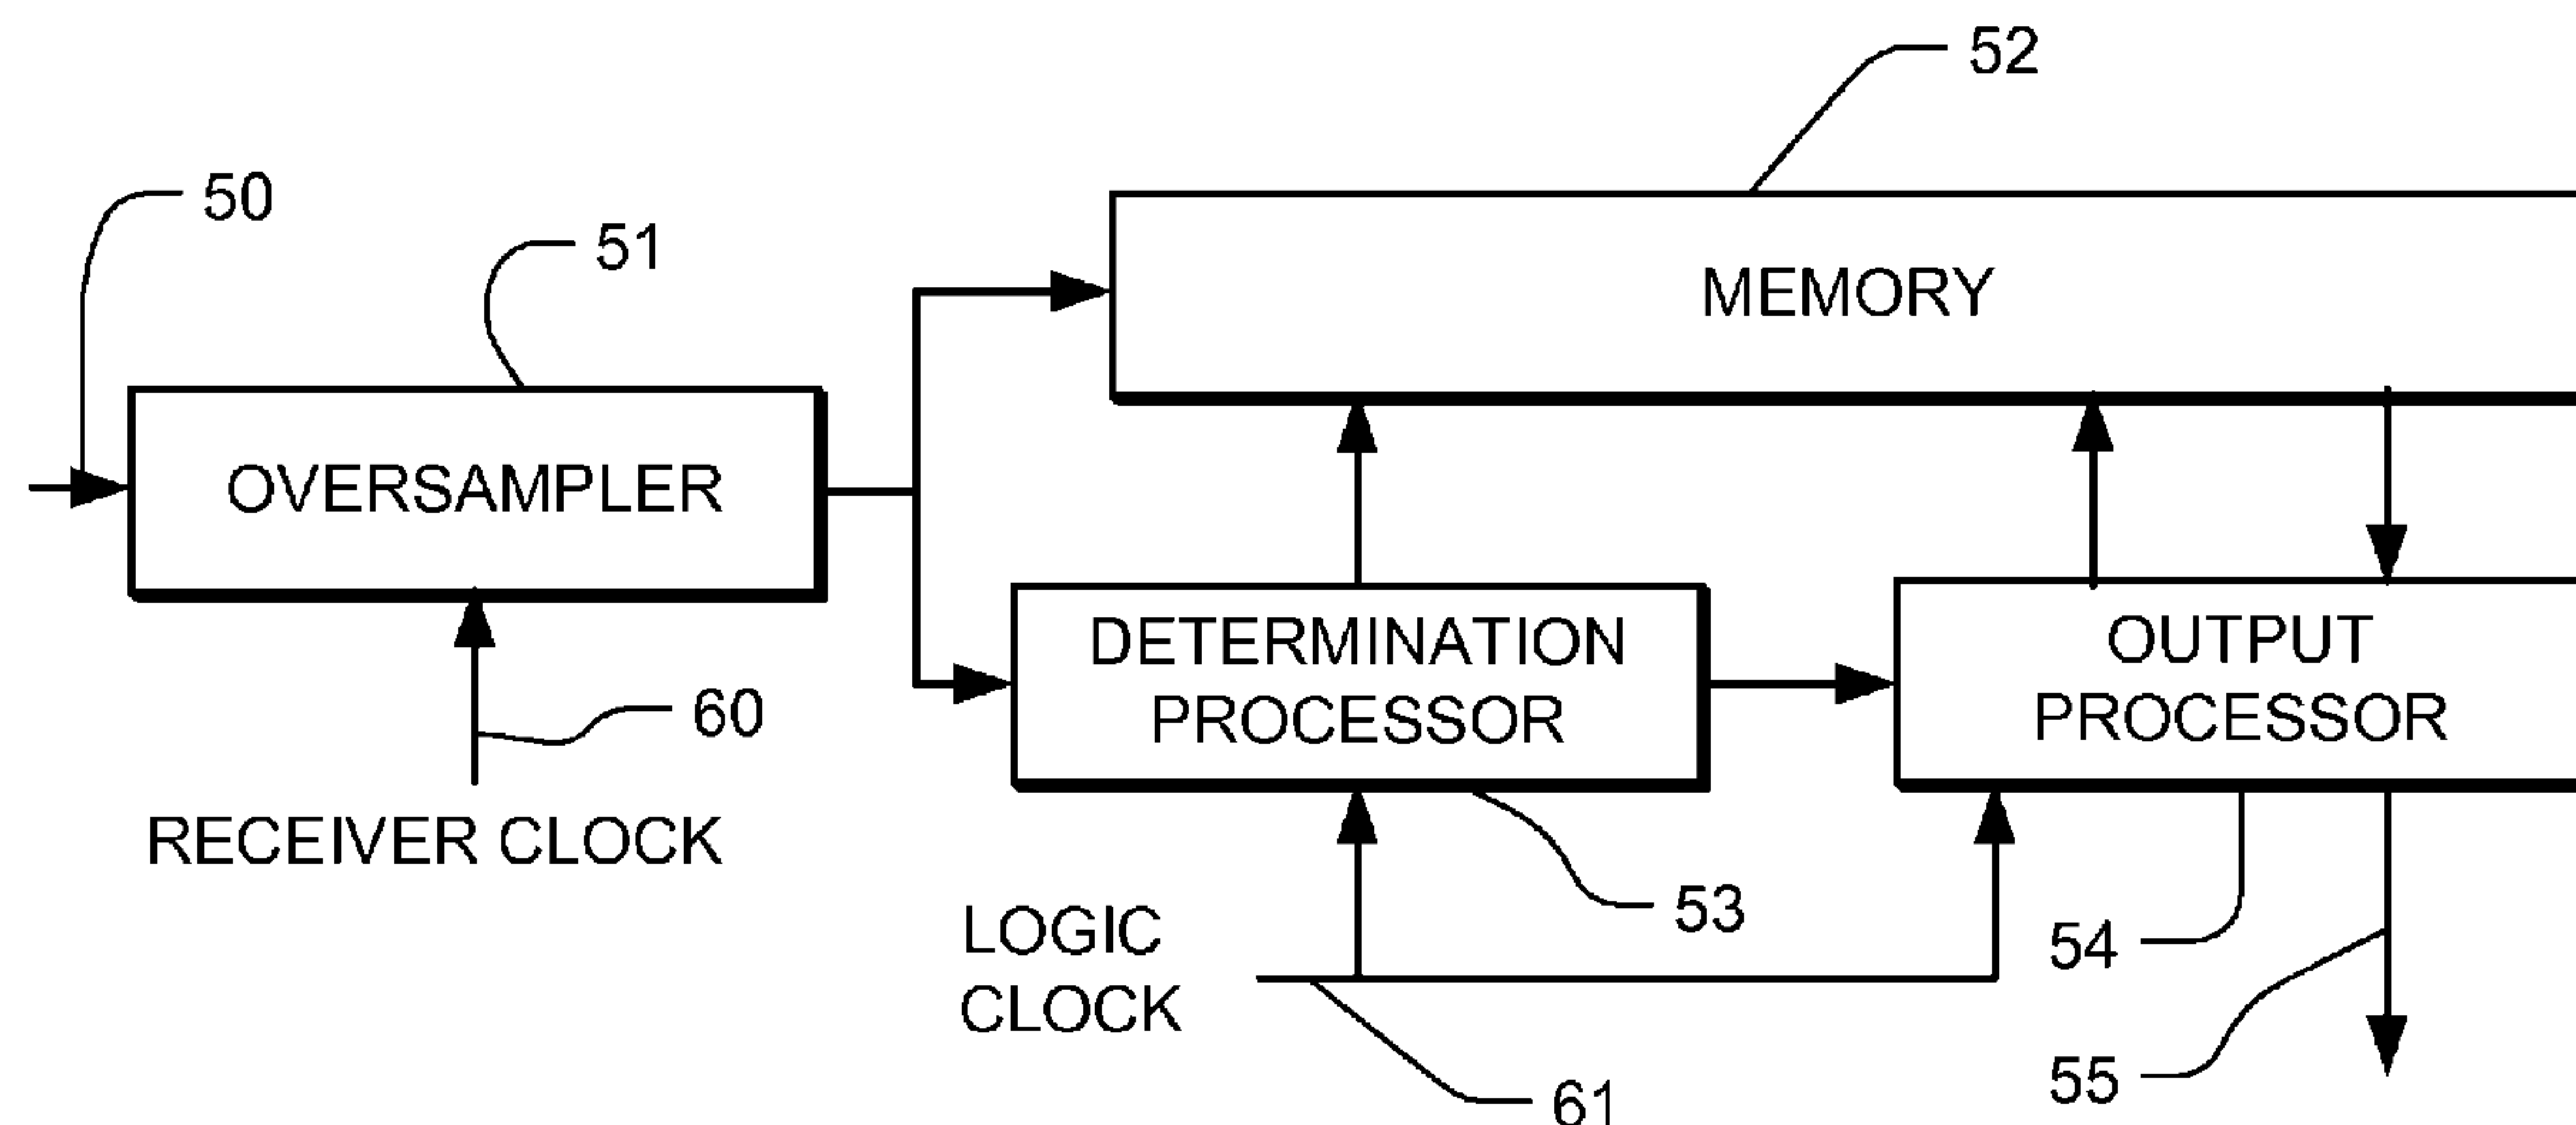 52
50
51
MEMORY
OVERSAMPLER
DETERMINATION
PROCESSOR
OUTPUT
PROCESSOR
60
RECEIVER CLOCK
53
LOGIC
CLOCK
54
55
61